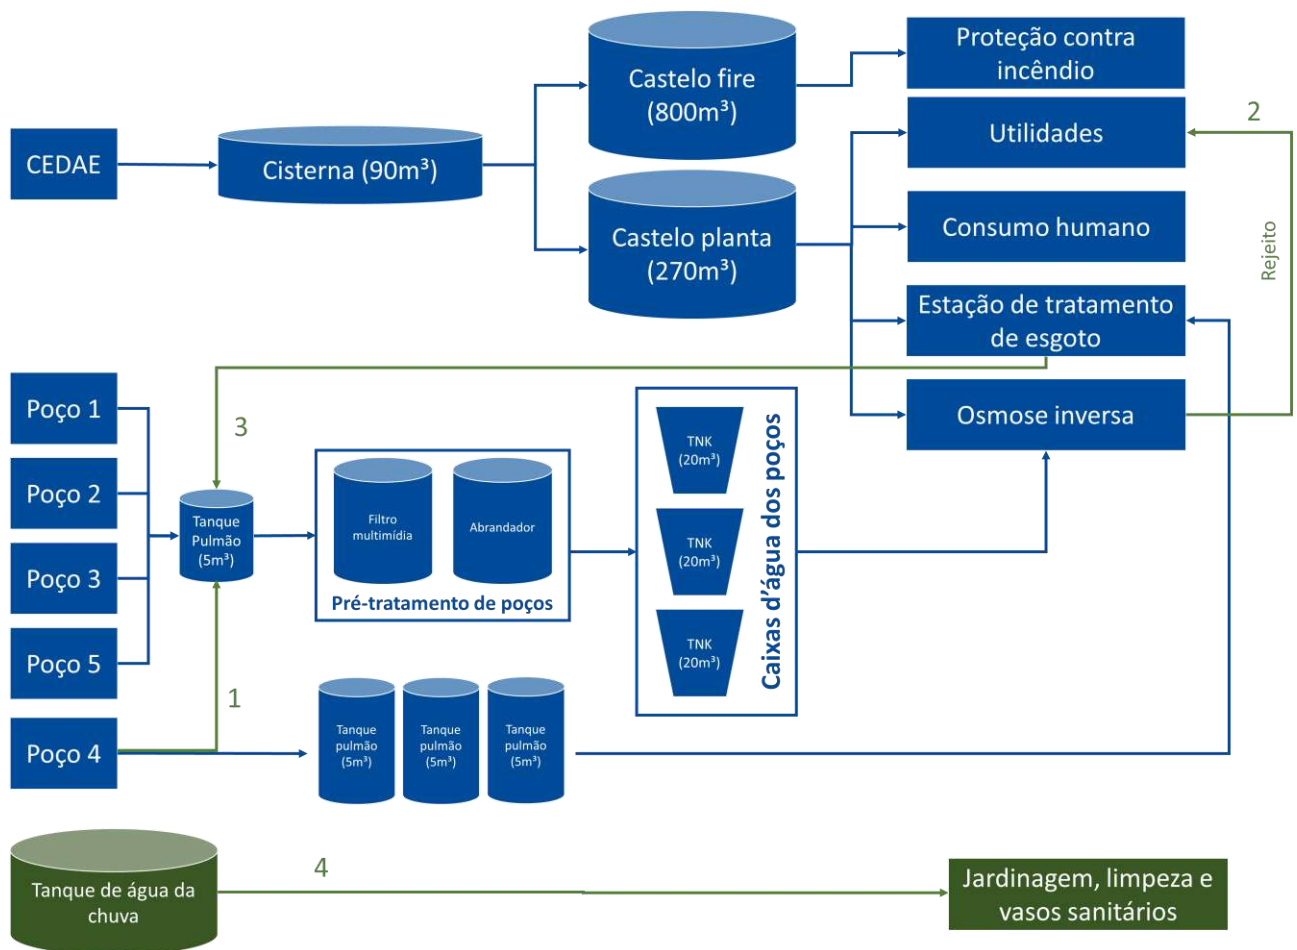 CEDAE
Cisterna (90m³)
Castelo fire
(800m³)
Castelo planta
(270m³)
Proteção contra
incêndio
Utilidades
Consumo humano
Estação de tratamento
de esgoto
Osmose inversa
2
Rejeito
Poço 1
Poço 2
Poço 3
Poço 5
Poço 4
3
Tanque
Pulmão
(5m³)
1
Filtro
multimídia
Abrandador
Pré-tratamento de poços
TNK
(20m³)
TNK
(20m³)
TNK
(20m³)
Caixas d’água dos poços
Tanque
pulmão
(5m³)
Tanque
pulmão
(5m³)
Tanque
pulmão
(5m³)
Tanque de água da
chuva
4
Jardinagem, limpeza e
vasos sanitários